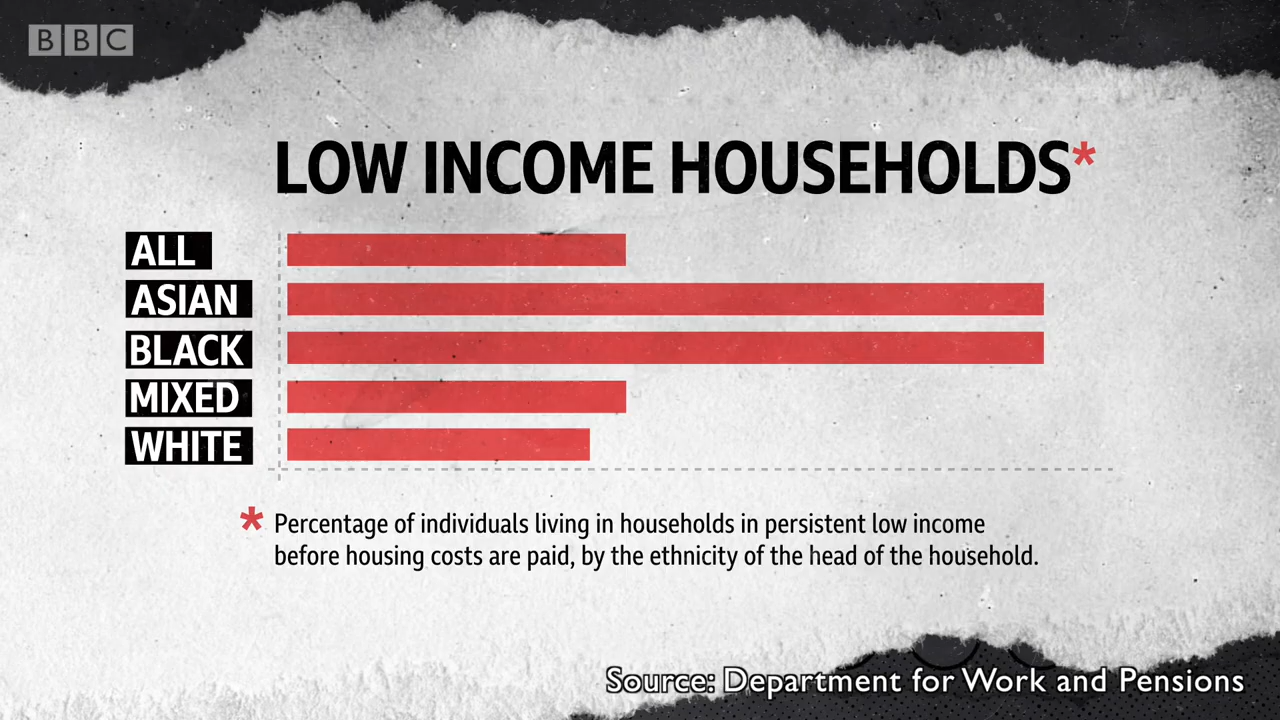 BBC
LOW INCOME HOUSEHOLDS*
ALL
ASIAN
BLACK
MIXED
WHITE
* Percentage of individuals living in households in persistent low income
before housing costs are paid, by the ethnicity of the head of the household.
Source: Department for Work and Pensions